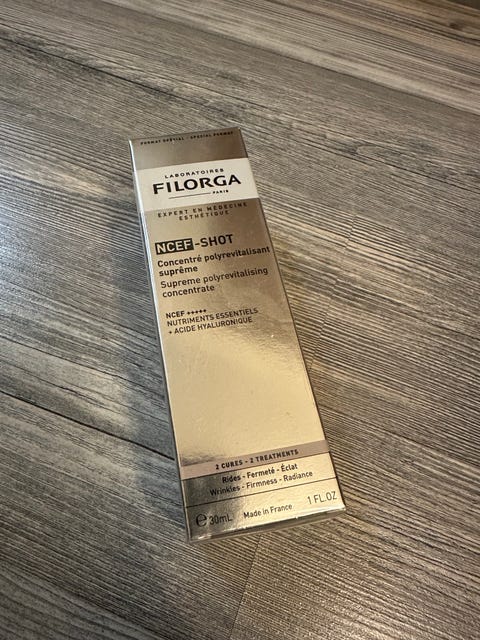 FORMAT SPÉCIAL - SPECIAL FORMAT
LABORATOIRES
FILORGA
PARIS
EXPERT EN MÉDECINE
ESTHÉTIQUE
NCEF-SHOT
Concentré polyrevitalisant
suprême
Supreme polyrevitalising
concentrate
NCEF +++++
NUTRIMENTS ESSENTIELS
+ ACIDE HYALURONIQUE
2 CURES - 2 TREATMENTS
Rides - Fermeté - Éclat
Wrinkles - Firmness - Radiance
℮ 30mL Made in France 1 FL.OZ